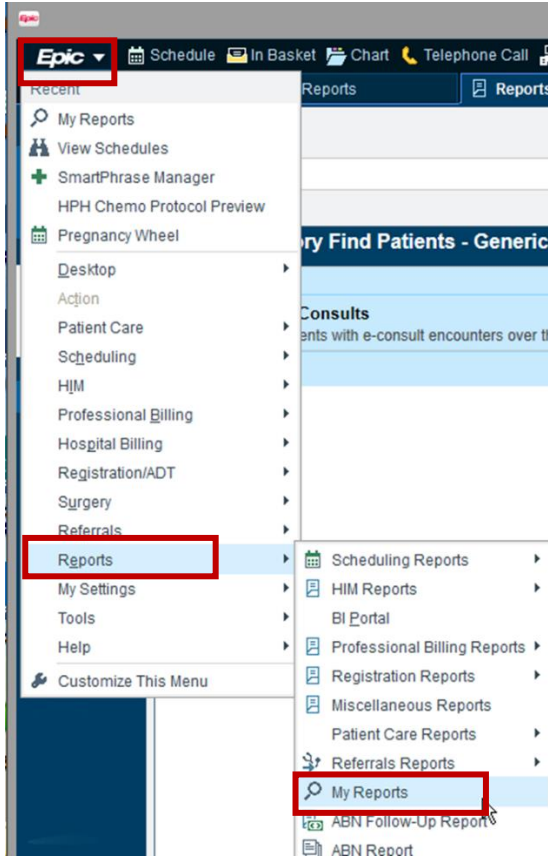 Epic
Epic Schedule In Basket Chart Telephone Call
Recent
Reports Reports
My Reports
View Schedules
SmartPhrase Manager
HPH Chemo Protocol Preview
Pregnancy Wheel
ry Find Patients - Generic
Desktop
Action
Consults
Patient Care
ents with e-consult encounters over
Scheduling
HIM
Professional Billing
Hospital Billing
Registration/ADT
Surgery
Referrals
Reports
Scheduling Reports
My Settings
HIM Reports
Tools
BI Portal
Help
Professional Billing Reports
Customize This Menu
Registration Reports
Miscellaneous Reports
Patient Care Reports
Referrals Reports
My Reports
ABN Follow-Up Report
ABN Report